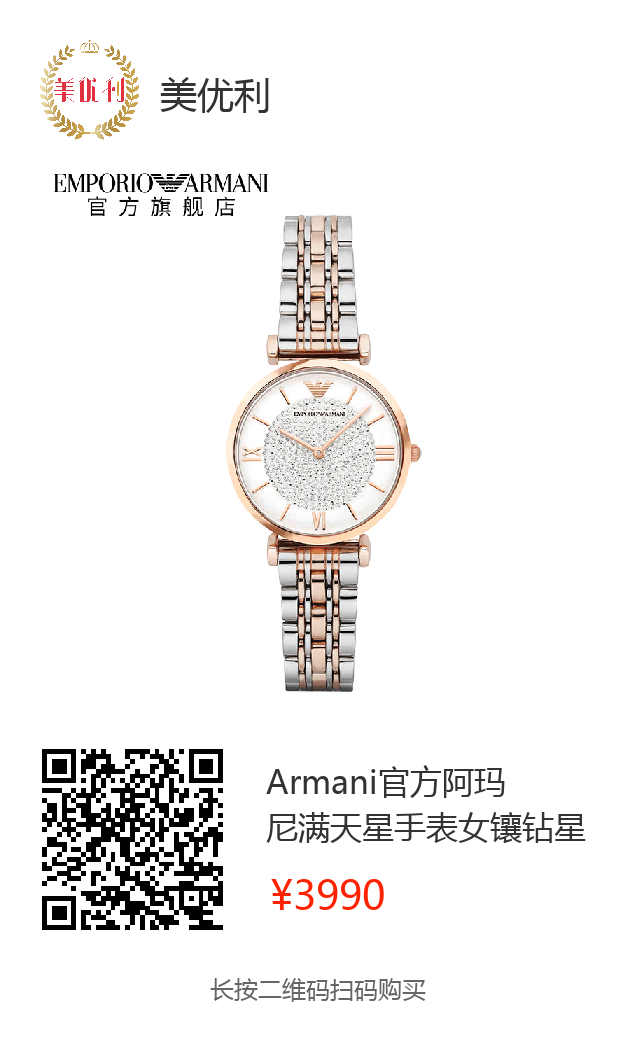 美优利
美优利
EMPORIO ARMANI
官方旗舰店
EMPORIO ARMANI
Armani官方阿玛
尼满天星手表女镶钻星
¥3990
长按二维码扫码购买